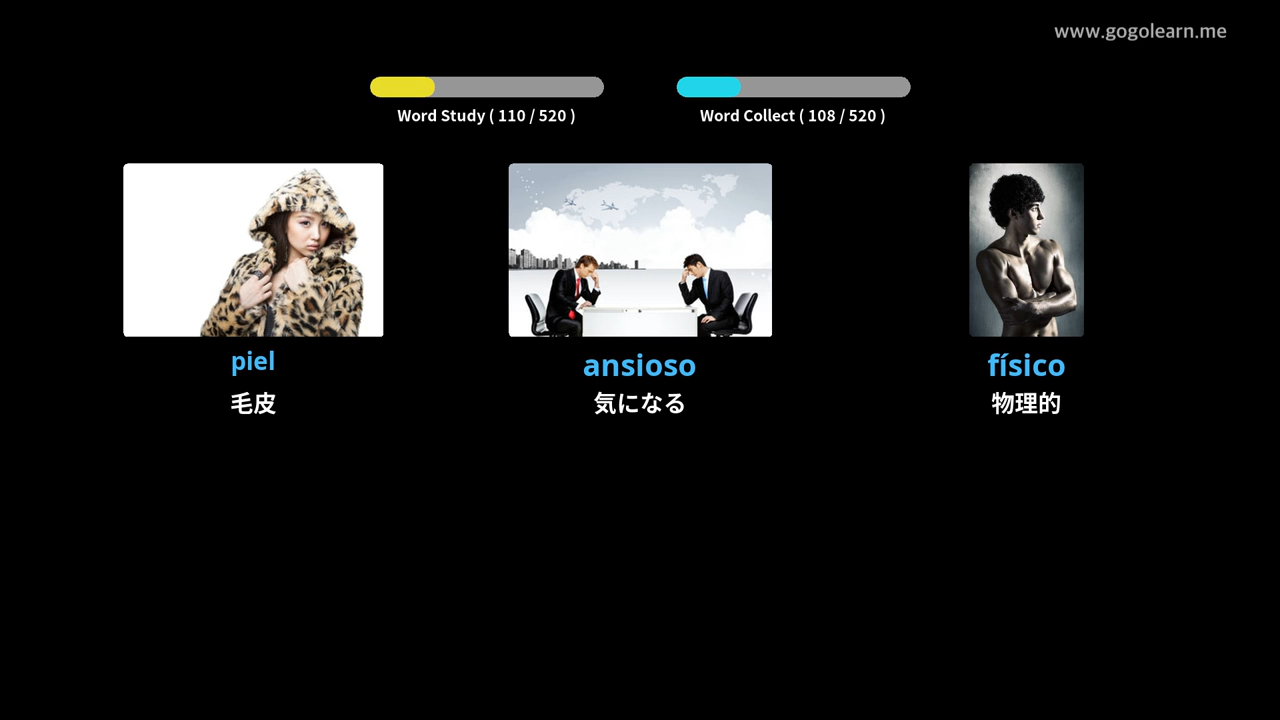 www.gogolearn.me
Word Study ( 110 / 520 )
Word Collect ( 108 / 520 )
piel
毛皮
ansioso
気になる
físico
物理的